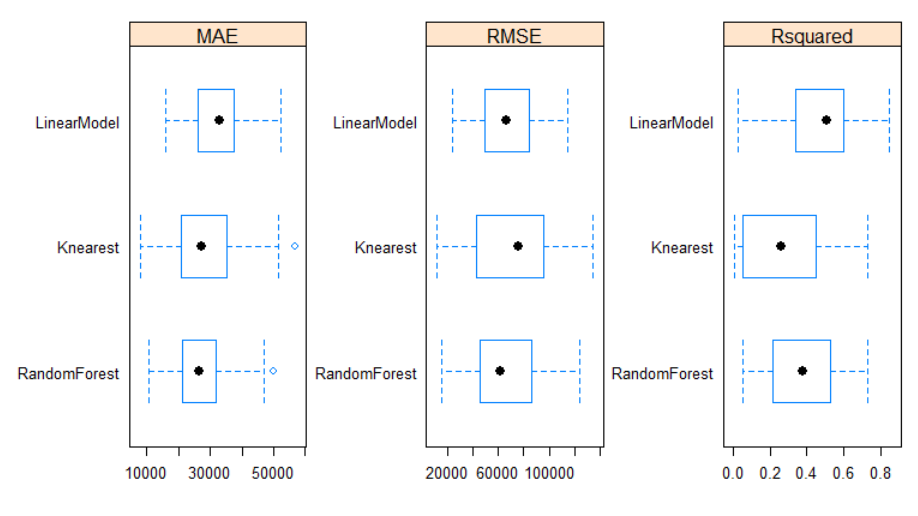 MAE RMSE Rsquared
LinearModel LinearModel LinearModel
Knearest Knearest Knearest
RandomForest RandomForest RandomForest
10000 30000 50000 20000 60000 100000 0.0 0.2 0.4 0.6 0.8